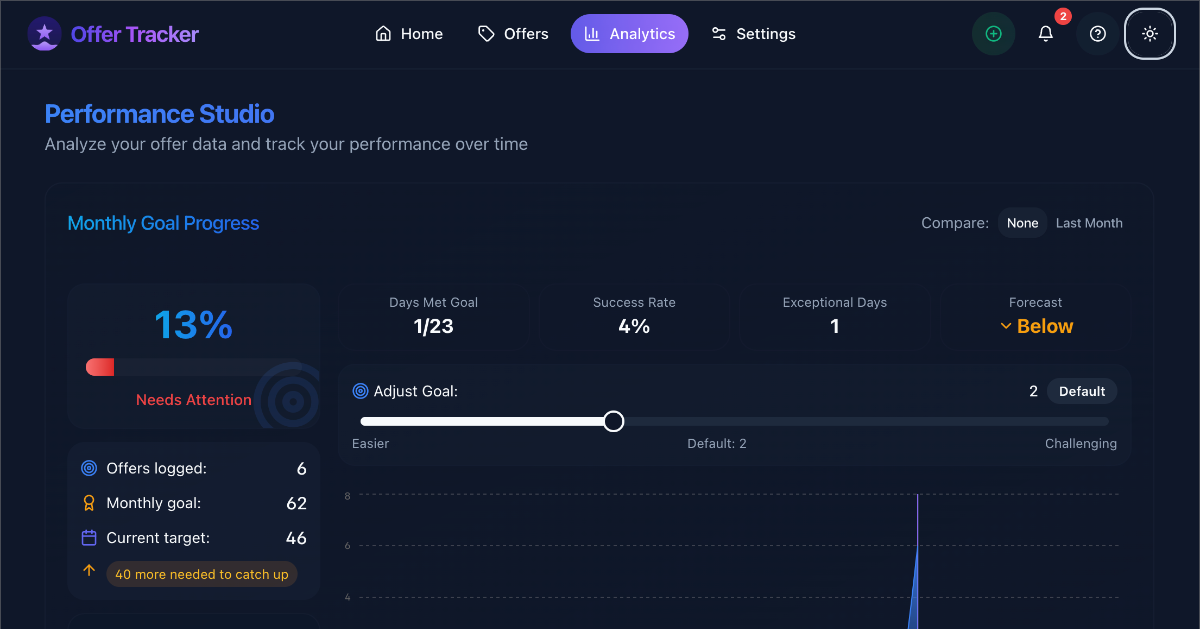 Offer Tracker
Home
Offers
Analytics
Settings
2
Performance Studio
Analyze your offer data and track your performance over time
Monthly Goal Progress
Compare: None Last Month
13%
Needs Attention
Days Met Goal
1/23
Success Rate
4%
Exceptional Days
1
Forecast
Below
Adjust Goal: 2 Default
Easier Default: 2 Challenging
Offers logged: 6
Monthly goal: 62
Current target: 46
40 more needed to catch up
8
6
4